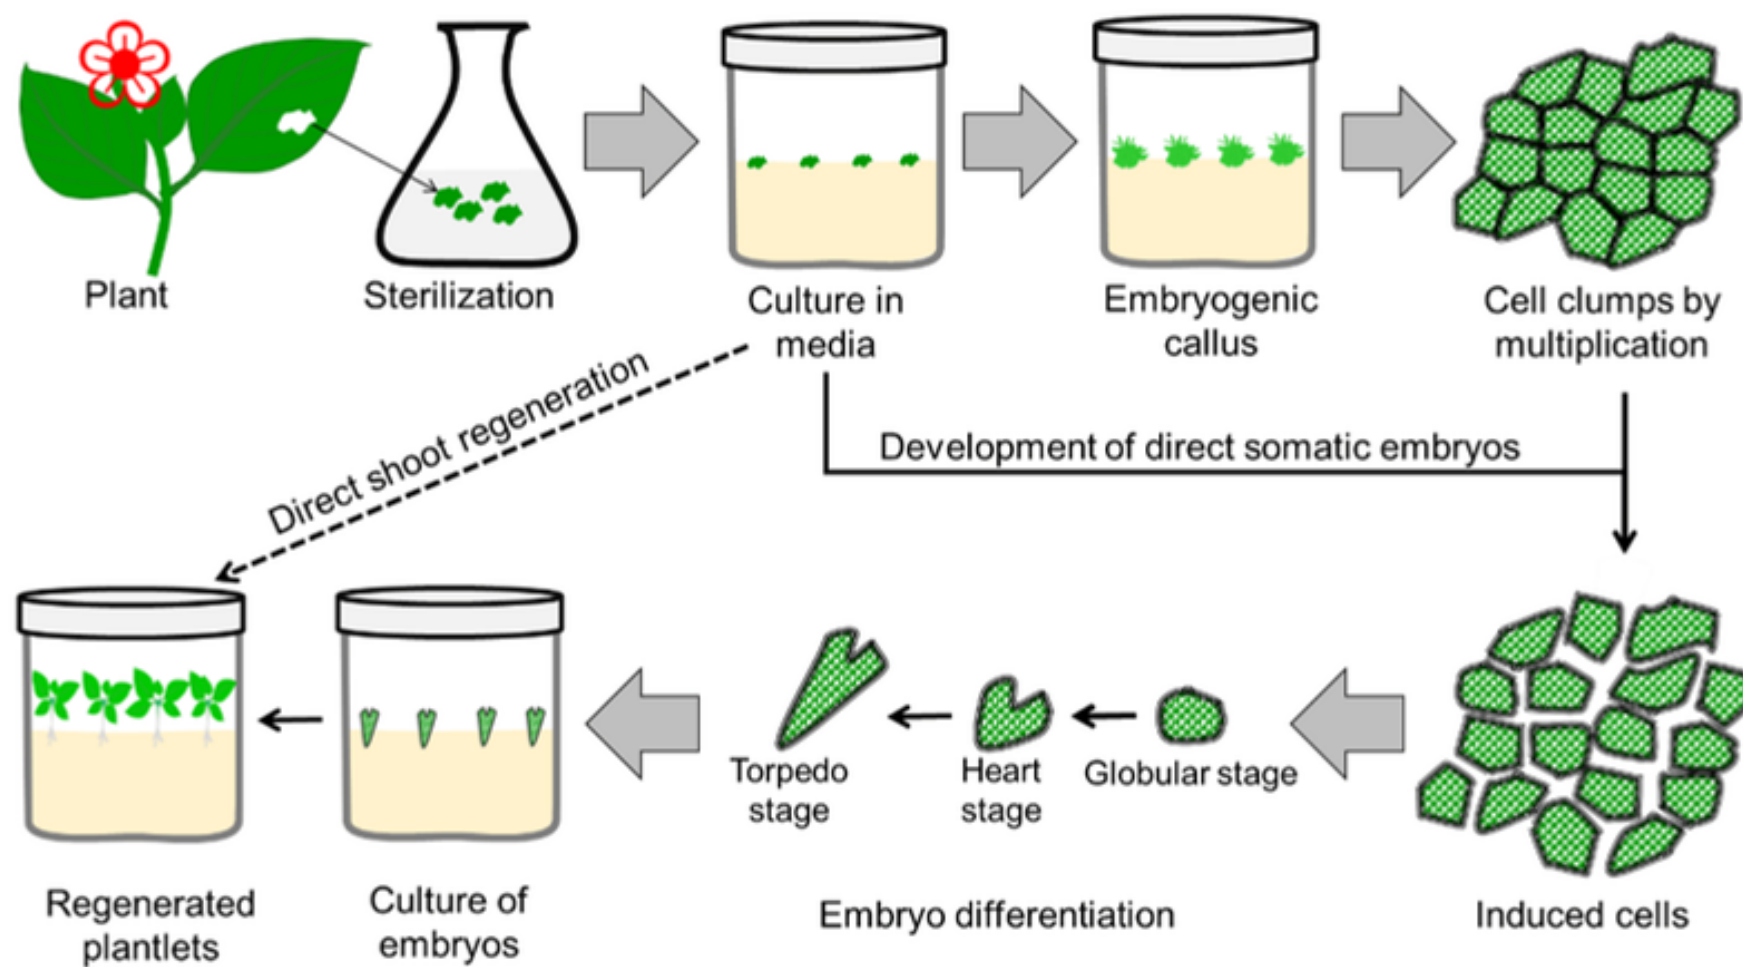 Plant
Sterilization
Culture in
media
Embryogenic
callus
Cell clumps by
multiplication
Direct shoot regeneration
Development of direct somatic embryos
Torpedo
stage
Heart
stage
Globular stage
Regenerated
plantlets
Culture of
embryos
Embryo differentiation
Induced cells